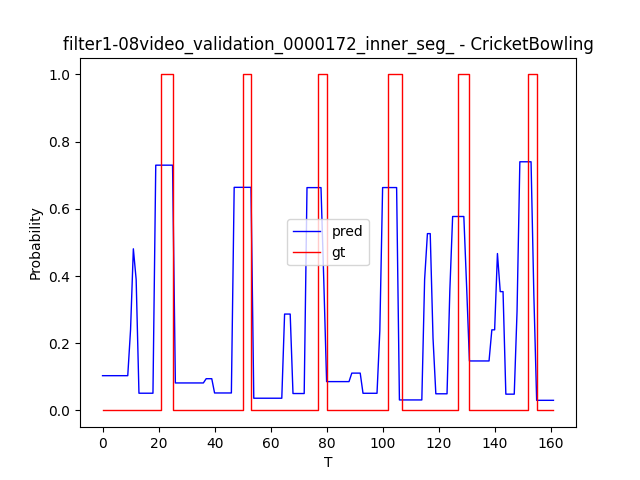 filter1-08video_validation_0000172_inner_seg_ - CricketBowling
1.0
0.8
0.6
0.4
0.2
0.0
Probability
pred
gt
0 20 40 60 80 100 120 140 160
T